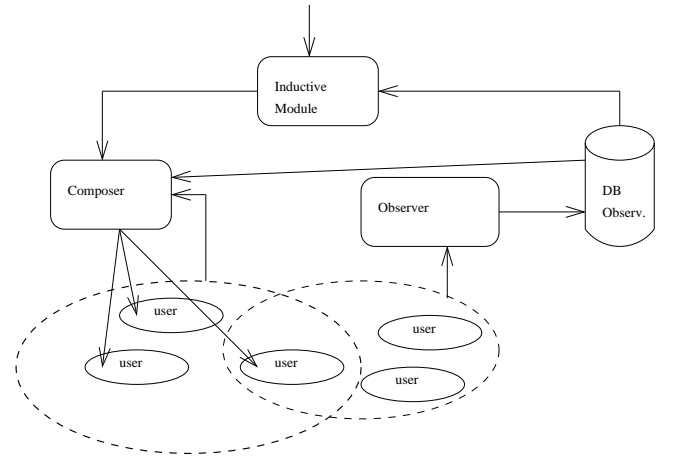 Inductive
Module
Composer
Observer
DB
Observ.
user
user
user
user
user